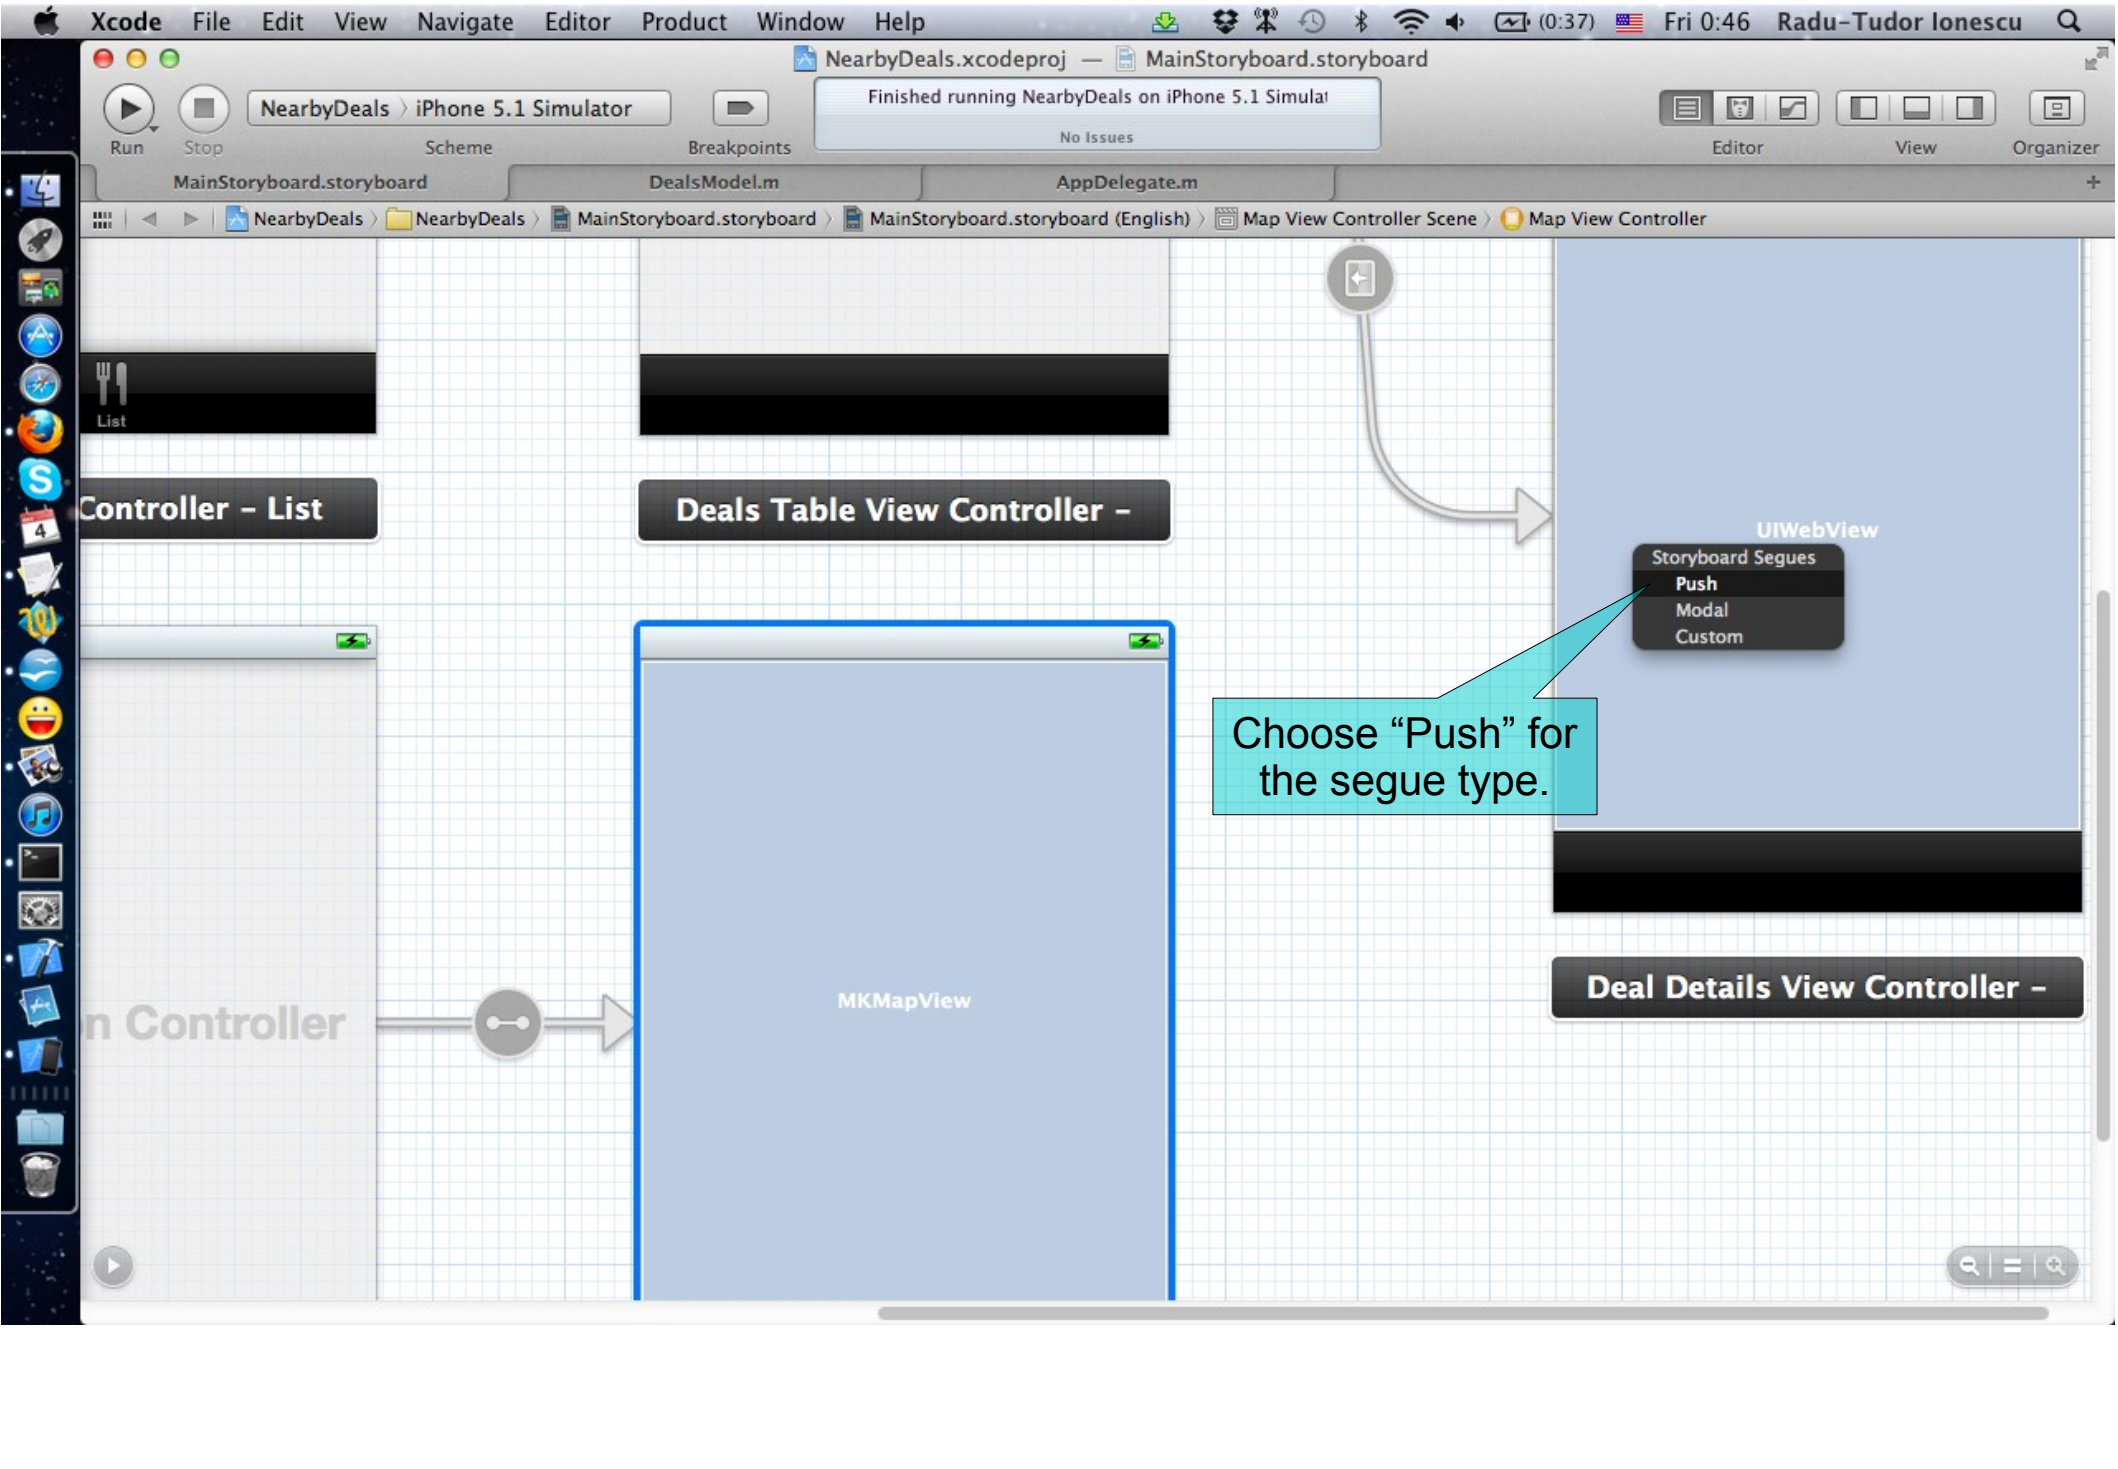 Xcode File Edit View Navigate Editor Product Window Help (0:37) Fri 0:46 Radu-Tudor Ionescu
NearbyDeals.xcodeproj — MainStoryboard.storyboard
NearbyDeals iPhone 5.1 Simulator
Finished running NearbyDeals on iPhone 5.1 Simulat
No Issues
Run Stop Scheme Breakpoints Editor View Organizer
MainStoryboard.storyboard DealsModel.m AppDelegate.m
NearbyDeals NearbyDeals MainStoryboard.storyboard MainStoryboard.storyboard (English) Map View Controller Scene Map View Controller
List
Controller – List
Deals Table View Controller –
UIWebView
Storyboard Segues
Push
Modal
Custom
Choose “Push” for
the segue type.
Deal Details View Controller –
MKMapView
n Controller
4